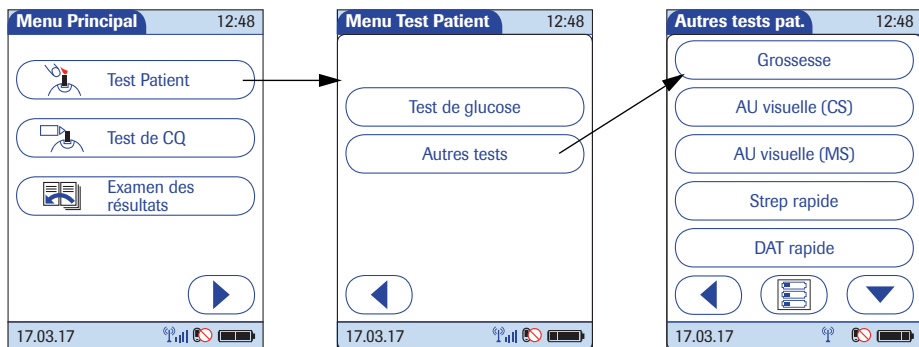 Menu Principal 12:48
Test Patient
Test de CQ
Examen des
résultats
17.03.17
Menu Test Patient 12:48
Test de glucose
Autres tests
17.03.17
Autres tests pat. 12:48
Grossesse
AU visuelle (CS)
AU visuelle (MS)
Strep rapide
DAT rapide
17.03.17